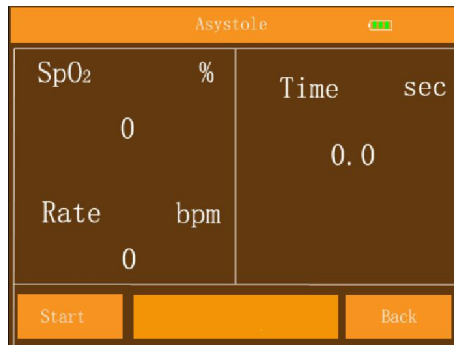 Asystole
SpO₂ %
0
Rate bpm
0
Time sec
0.0
Start
Back